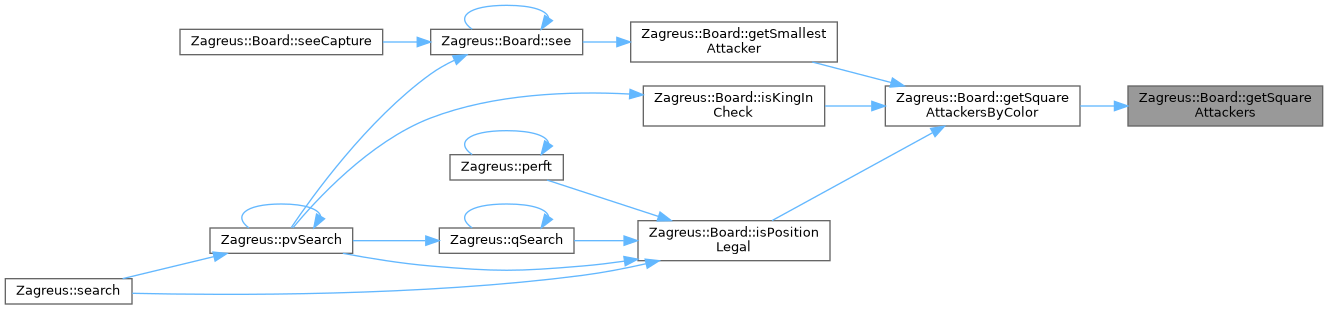 Zagreus::Board::seeCapture
Zagreus::Board::see
Zagreus::Board::getSmallest
Attacker
Zagreus::Board::isKingIn
Check
Zagreus::Board::getSquare
AttackersByColor
Zagreus::Board::getSquare
Attackers
Zagreus::perft
Zagreus::pvSearch
Zagreus::qSearch
Zagreus::Board::isPosition
Legal
Zagreus::search